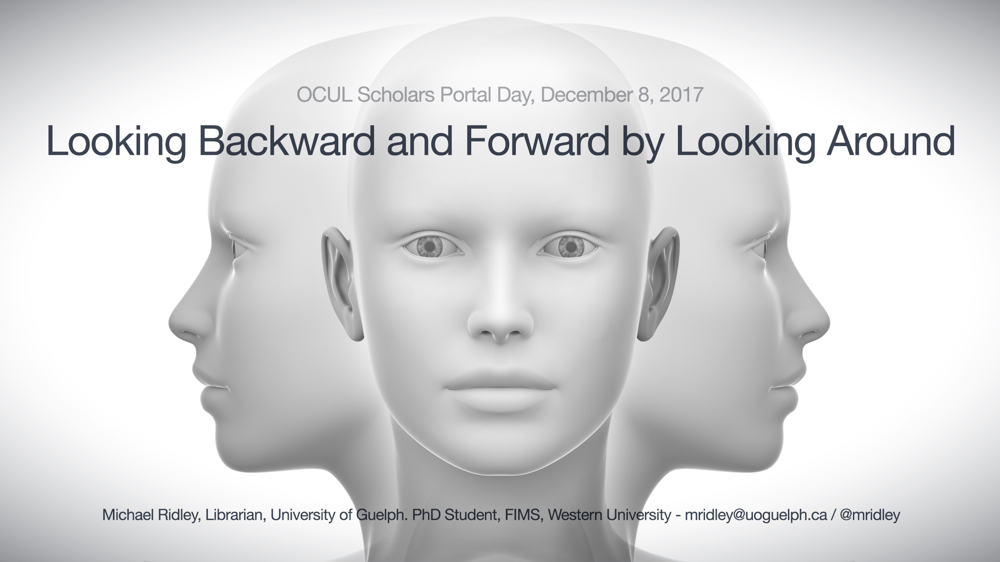 OCUL Scholars Portal Day, December 8, 2017
Looking Backward and Forward by Looking Around
Michael Ridley, Librarian, University of Guelph. PhD Student, FIMS, Western University - mridley@uoguelph.ca / @mridley